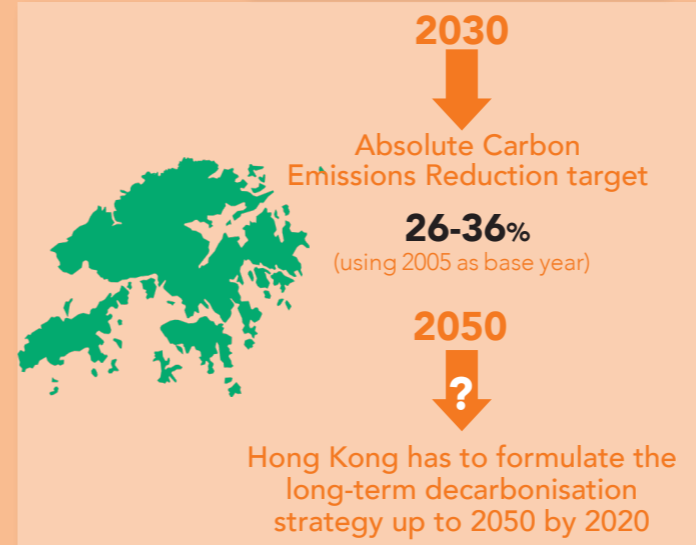 2030
Absolute Carbon
Emissions Reduction target
26-36%
(using 2005 as base year)
2050
?
Hong Kong has to formulate the
long-term decarbonisation
strategy up to 2050 by 2020